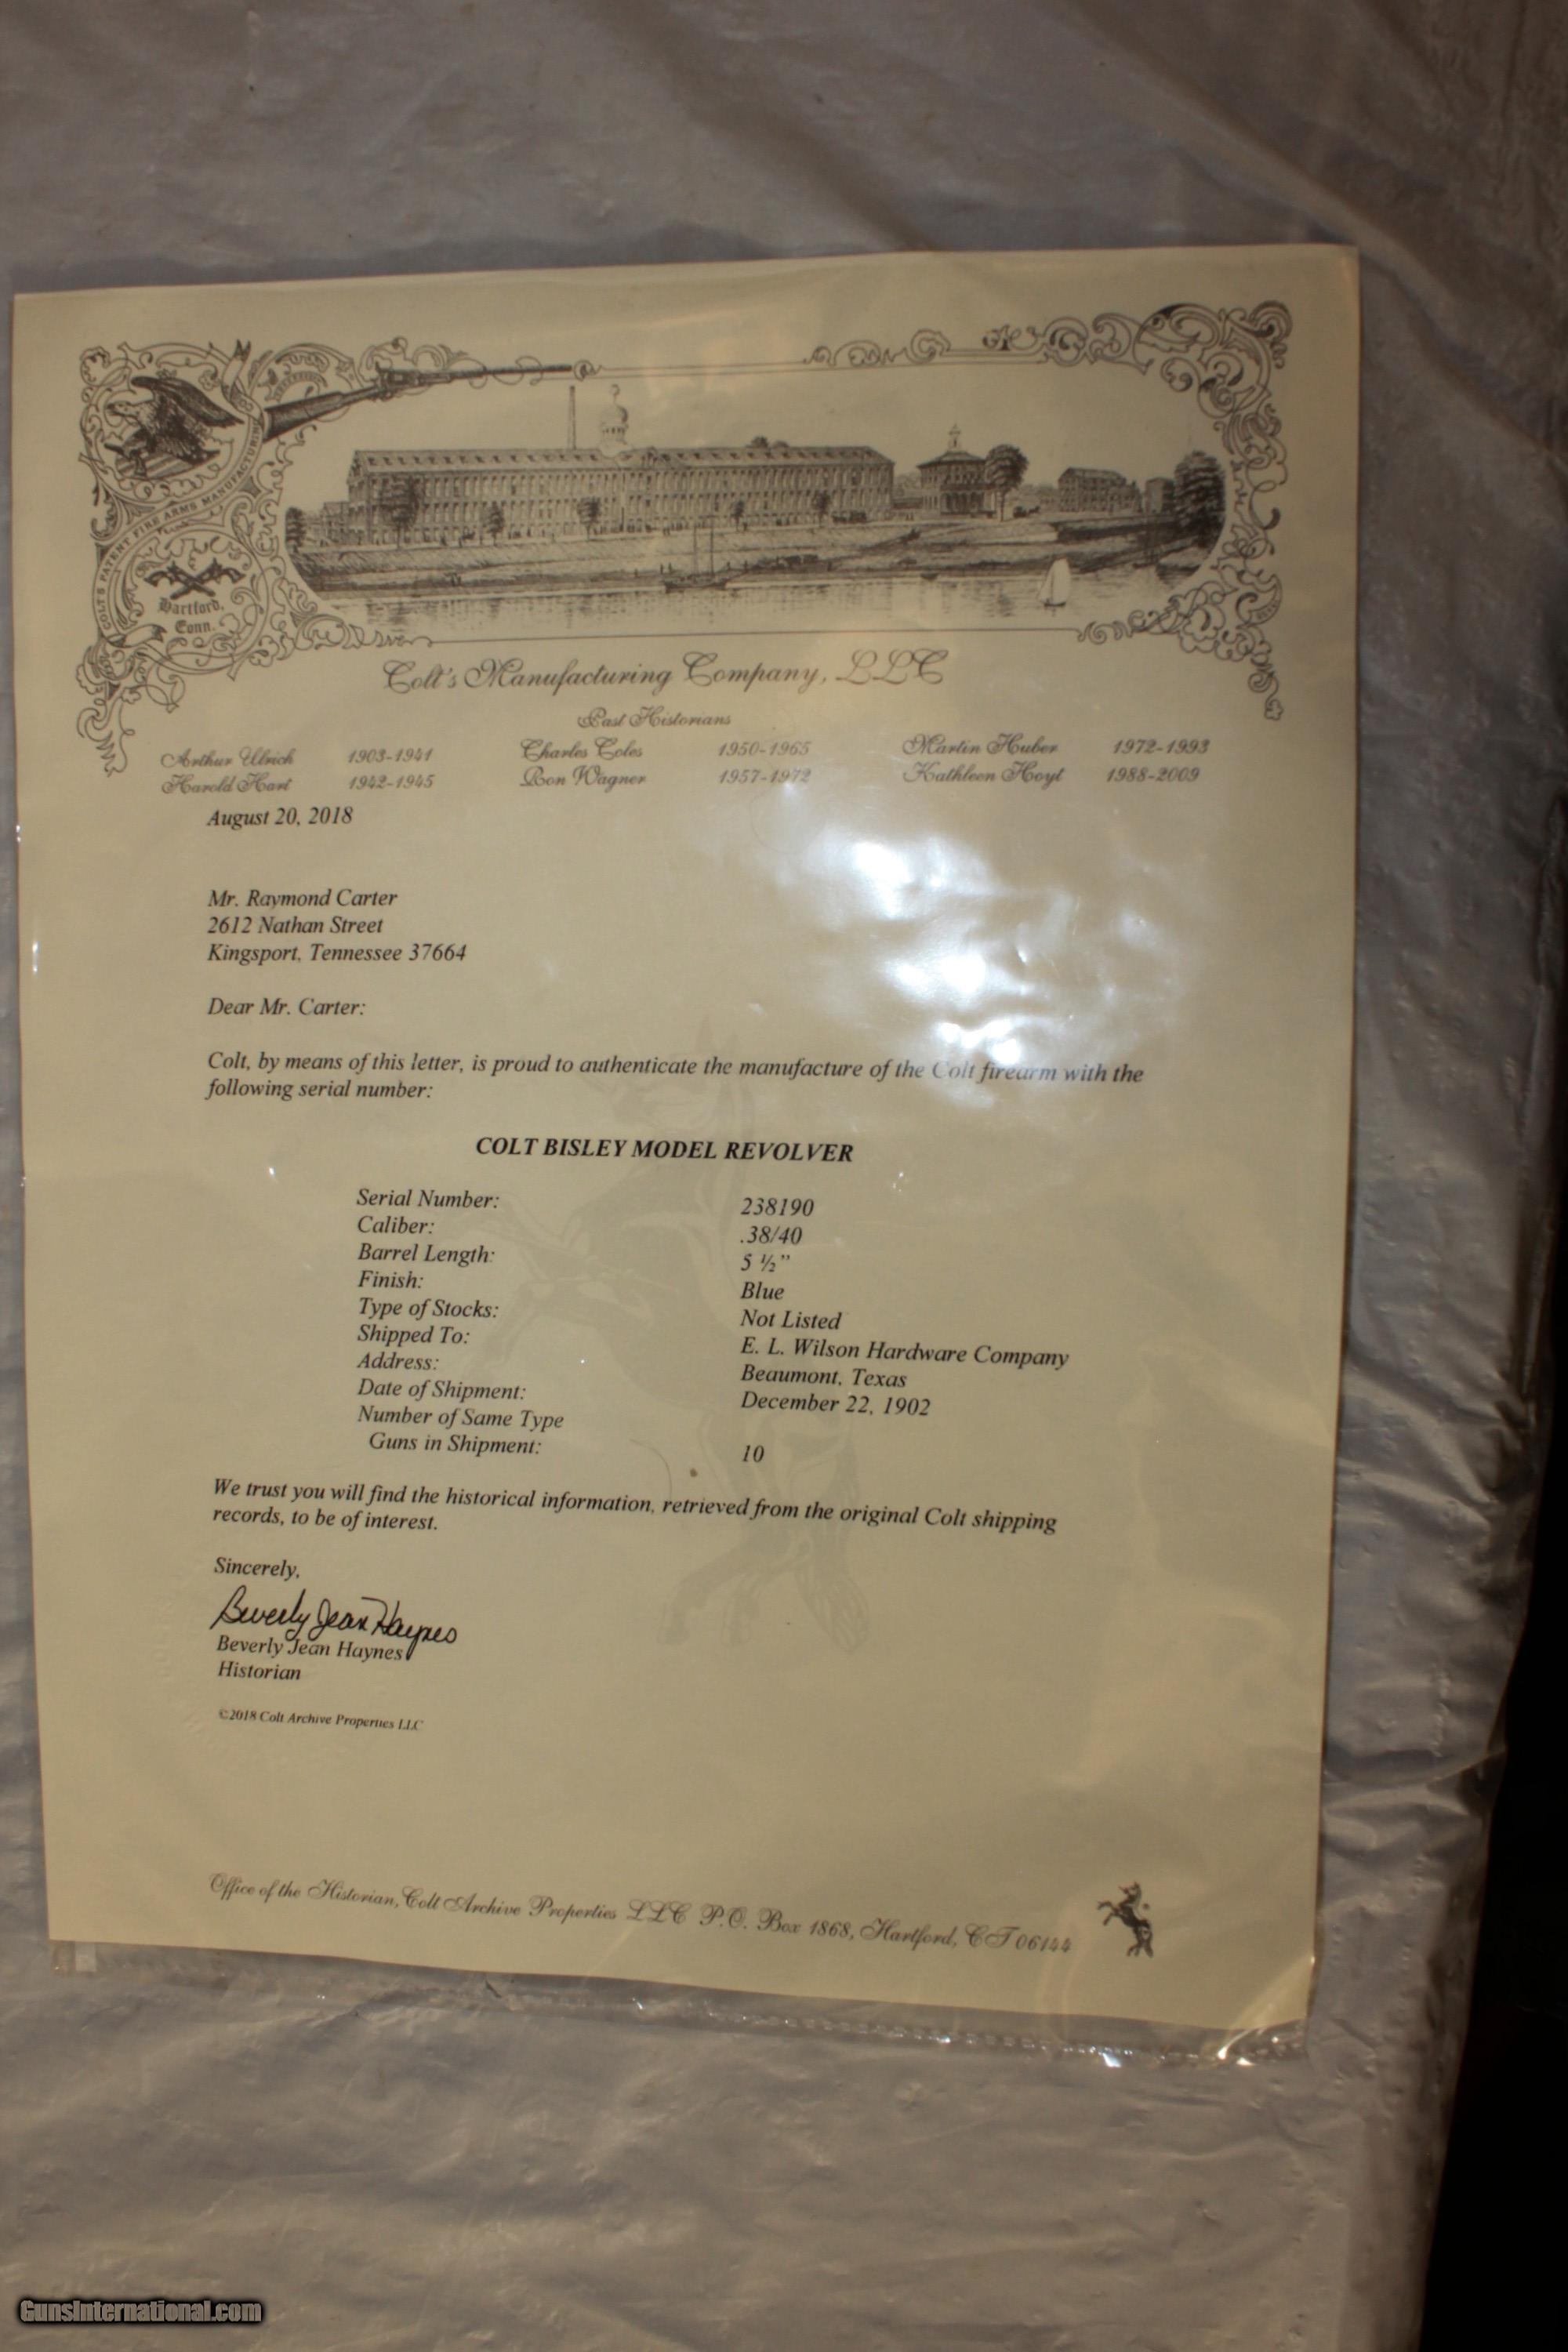 COLT'S PATENT FIRE ARMS MANUFACTURING
Hartford,
Conn.
Colt's Manufacturing Company, LLC
Past Historians
Arthur Ulrich 1903-1941 Charles Coles 1950-1965 Martin Huber 1972-1993
Harold Hart 1942-1945 Ron Wagner 1957-1972 Kathleen Hoyt 1988-2009
August 20, 2018
Mr. Raymond Carter
2612 Nathan Street
Kingsport, Tennessee 37664
Dear Mr. Carter:
Colt, by means of this letter, is proud to authenticate the manufacture of the Colt firearm with the
following serial number:
COLT BISLEY MODEL REVOLVER
Serial Number: 238190
Caliber: .38/40
Barrel Length: 5 ½"
Finish: Blue
Type of Stocks: Not Listed
Shipped To: E. L. Wilson Hardware Company
Address: Beaumont, Texas
Date of Shipment: December 22, 1902
Number of Same Type
Guns in Shipment: 10
We trust you will find the historical information, retrieved from the original Colt shipping
records, to be of interest.
Sincerely,
Beverly Jean Haynes
Beverly Jean Haynes
Historian
©2018 Colt Archive Properties LLC
Office of the Historian, Colt Archive Properties LLC P.O. Box 1868, Hartford, CT 06144
GunsInternational.com